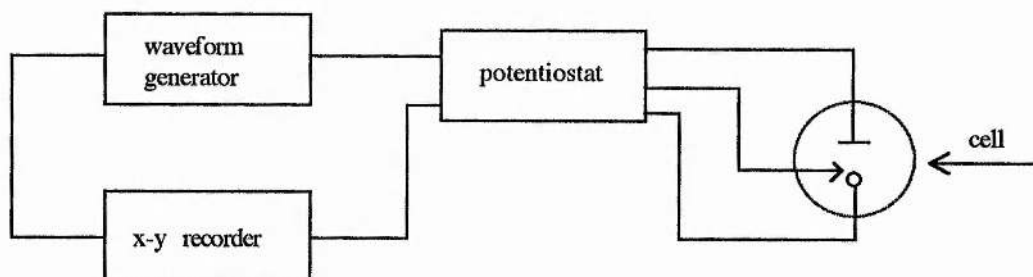 waveform
generator
potentiostat
cell
x-y recorder